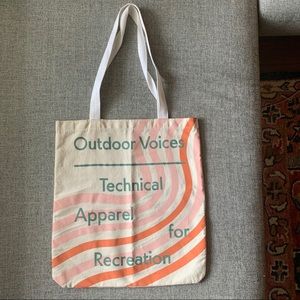 Outdoor Voices
Technical
Apparel
for
Recreation